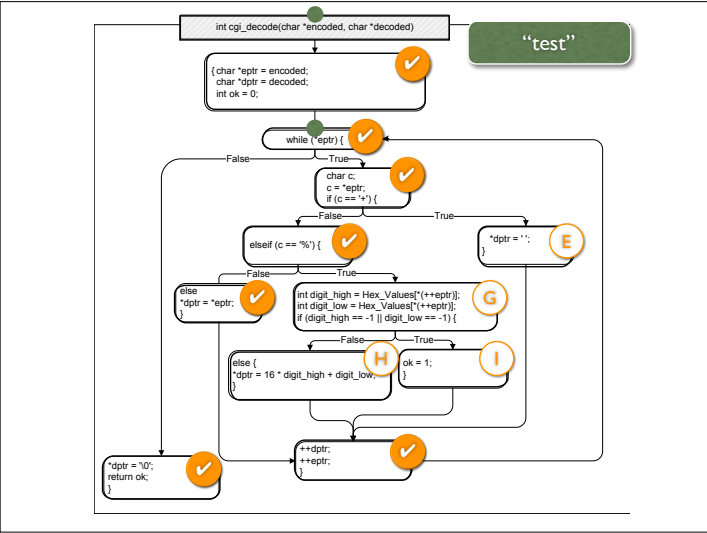 int cgi_decode(char *encoded, char *decoded)
“test”
{ char *eptr = encoded;
char *dptr = decoded;
int ok = 0;
while (*eptr) {
False
True
char c;
c = *eptr;
if (c == '+') {
False
True
elseif (c == '%') {
*dptr = ' ';
}
E
False
True
else
*dptr = *eptr;
}
int digit_high = Hex_Values[*(++eptr)];
int digit_low = Hex_Values[*(++eptr)];
if (digit_high == -1 || digit_low == -1) {
G
False
True
else {
*dptr = 16 * digit_high + digit_low;
}
H
ok = 1;
}
I
++dptr;
++eptr;
}
*dptr = '\0';
return ok;
}